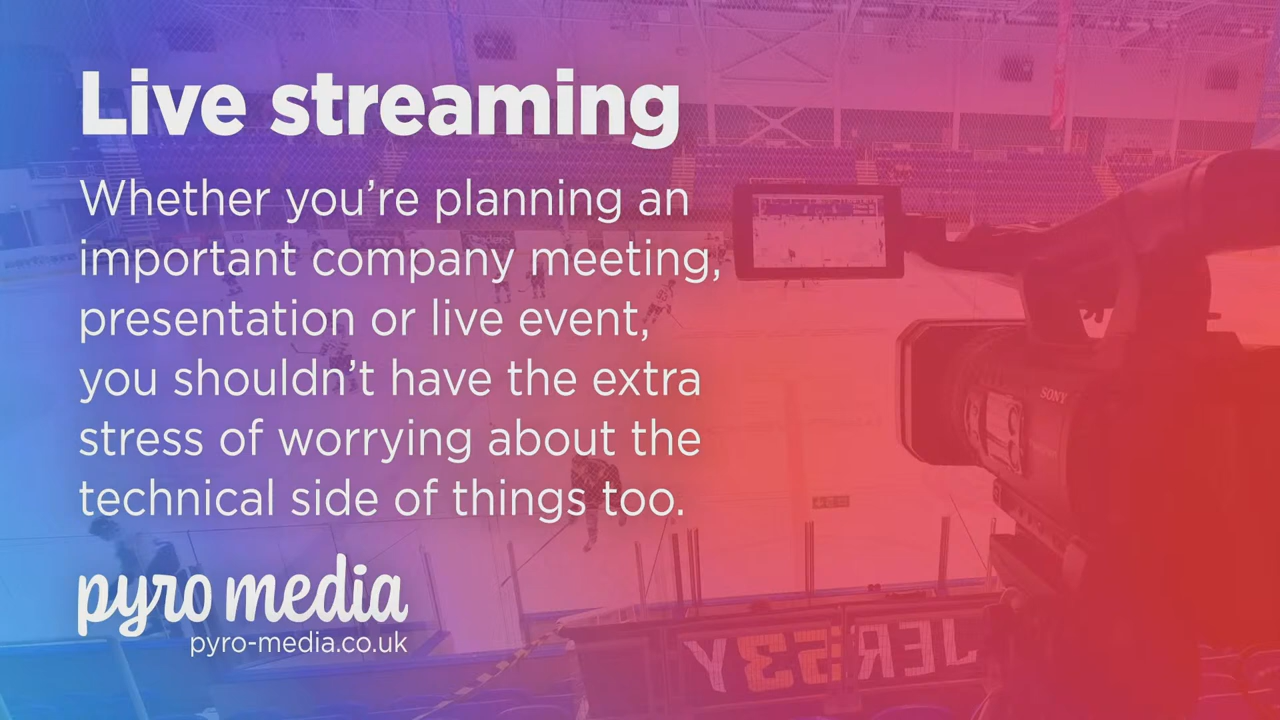 Live streaming
Whether you’re planning an
important company meeting,
presentation or live event,
you shouldn’t have the extra
stress of worrying about the
technical side of things too.
pyro media
pyro-media.co.uk
SONY
JER53Y